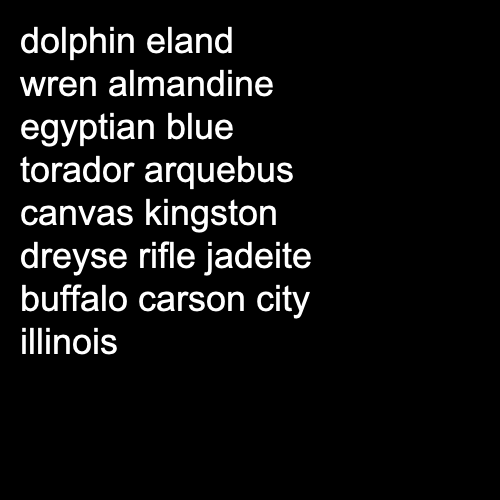 dolphin eland
wren almandine
egyptian blue
torador arquebus
canvas kingston
dreyse rifle jadeite
buffalo carson city
illinois